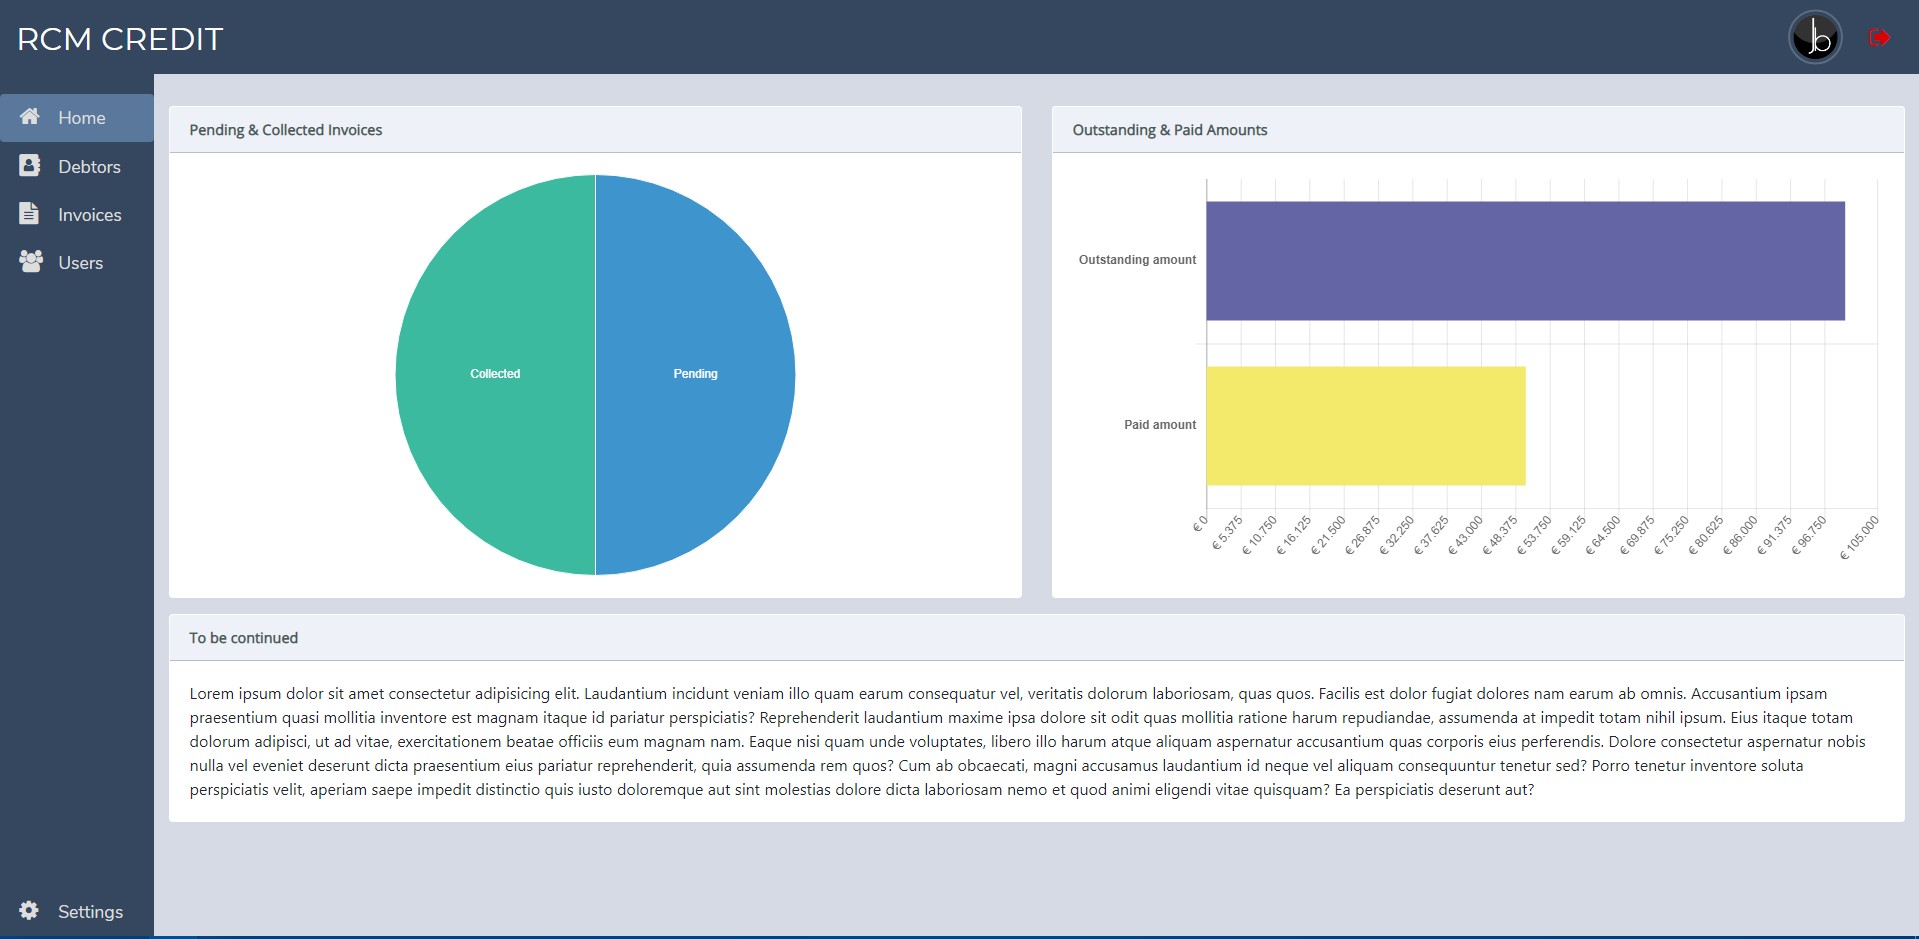 RCM CREDIT
jb
Home
Debtors
Invoices
Users
Settings
Pending & Collected Invoices
Collected
Pending
Outstanding & Paid Amounts
Outstanding amount
Paid amount
€ 0
€ 5.375
€ 10.750
€ 16.125
€ 21.500
€ 26.875
€ 32.250
€ 37.625
€ 43.000
€ 48.375
€ 53.750
€ 59.125
€ 64.500
€ 69.875
€ 75.250
€ 80.625
€ 86.000
€ 91.375
€ 96.750
€ 105.000
To be continued
Lorem ipsum dolor sit amet consectetur adipisicing elit. Laudantium incidunt veniam illo quam earum consequatur vel, veritatis dolorum laboriosam, quas quos. Facilis est dolor fugiat dolores nam earum ab omnis. Accusantium ipsam
praesentium quasi mollitia inventore est magnam itaque id pariatur perspiciatis? Reprehenderit laudantium maxime ipsa dolore sit odit quas mollitia ratione harum repudiandae, assumenda at impedit totam nihil ipsum. Eius itaque totam
dolorum adipisci, ut ad vitae, exercitationem beatae officiis eum magnam nam. Eaque nisi quam unde voluptates, libero illo harum atque aliquam aspernatur accusantium quas corporis eius perferendis. Dolore consectetur aspernatur nobis
nulla vel eveniet deserunt dicta praesentium eius pariatur reprehenderit, quia assumenda rem quos? Cum ab obcaecati, magni accusamus laudantium id neque vel aliquam consequuntur tenetur sed? Porro tenetur inventore soluta
perspiciatis velit, aperiam saepe impedit distinctio quis iusto doloremque aut sint molestias dolore dicta laboriosam nemo et quod animi eligendi vitae quisquam? Ea perspiciatis deserunt aut?